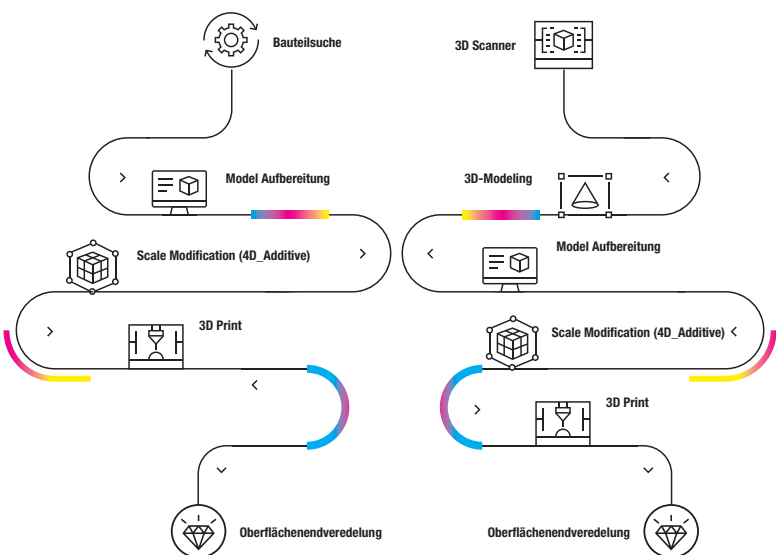 Bauteilsuche
Model Aufbereitung
Scale Modification (4D_Additive)
3D Print
Oberflächenendveredelung
3D Scanner
3D-Modeling
Model Aufbereitung
Scale Modification (4D_Additive)
3D Print
Oberflächenendveredelung